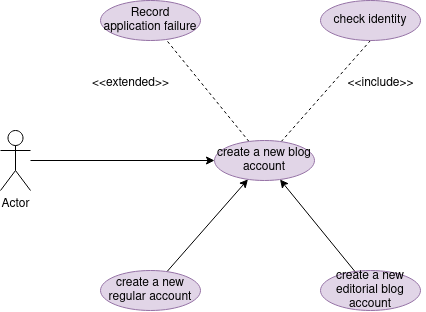 Record
application failure
check identity
<<extended>>
<<include>>
create a new blog
account
Actor
create a new
regular account
create a new
editorial blog
account